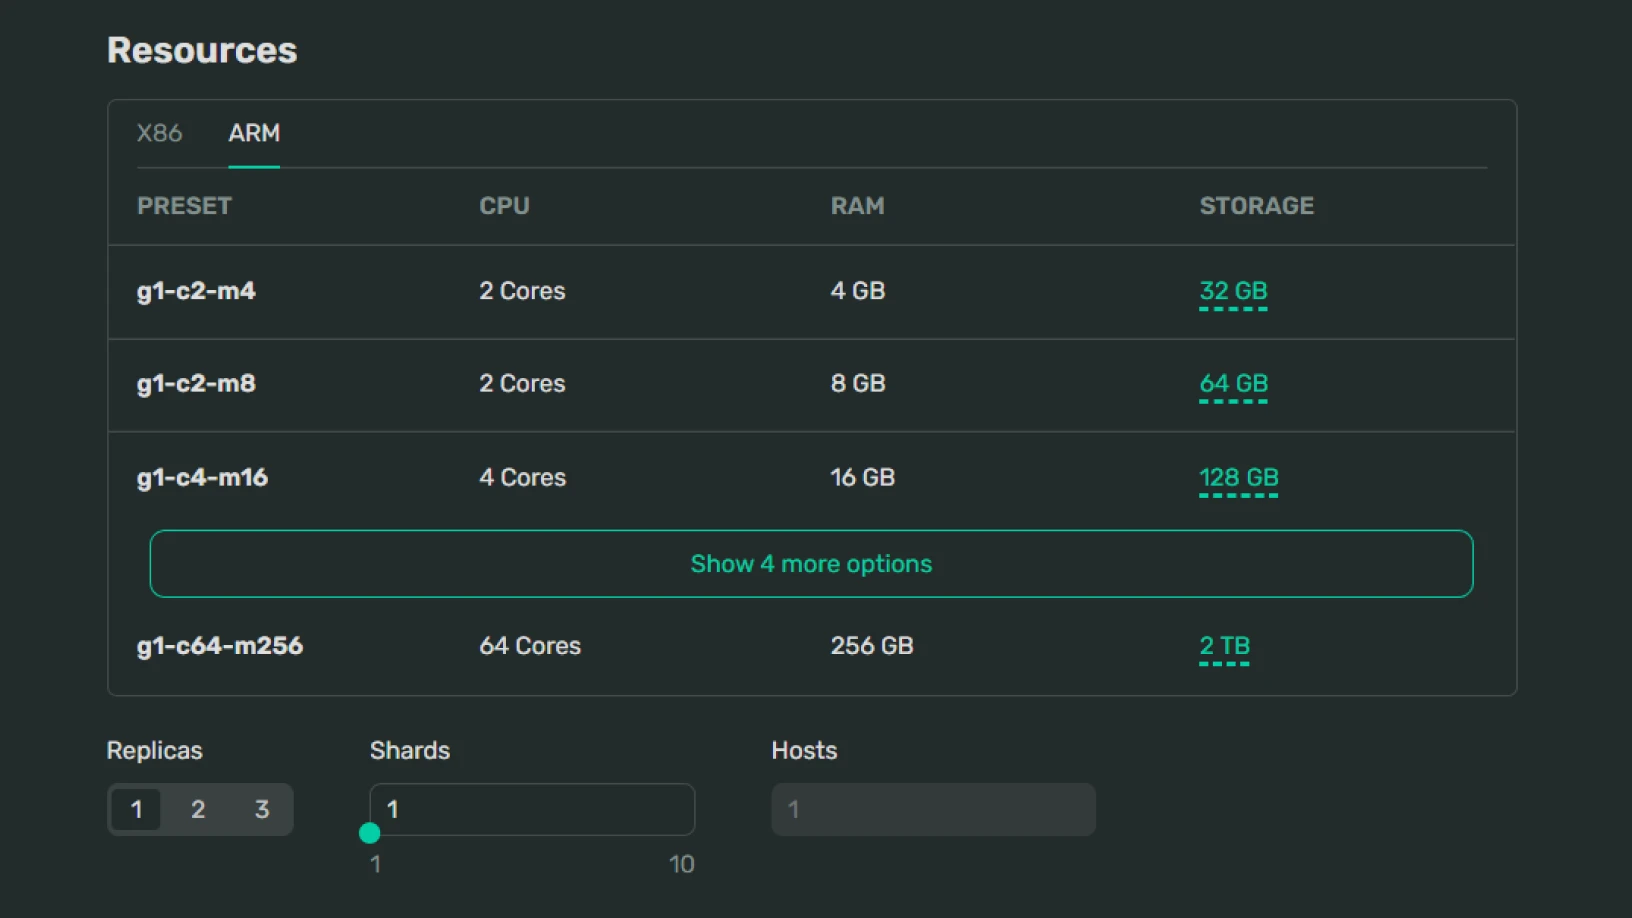 Resources
X86 ARM
PRESET CPU RAM STORAGE
g1-c2-m4 2 Cores 4 GB 32 GB
g1-c2-m8 2 Cores 8 GB 64 GB
g1-c4-m16 4 Cores 16 GB 128 GB
Show 4 more options
g1-c64-m256 64 Cores 256 GB 2 TB
Replicas Shards Hosts
1 2 3 1 1
1 10